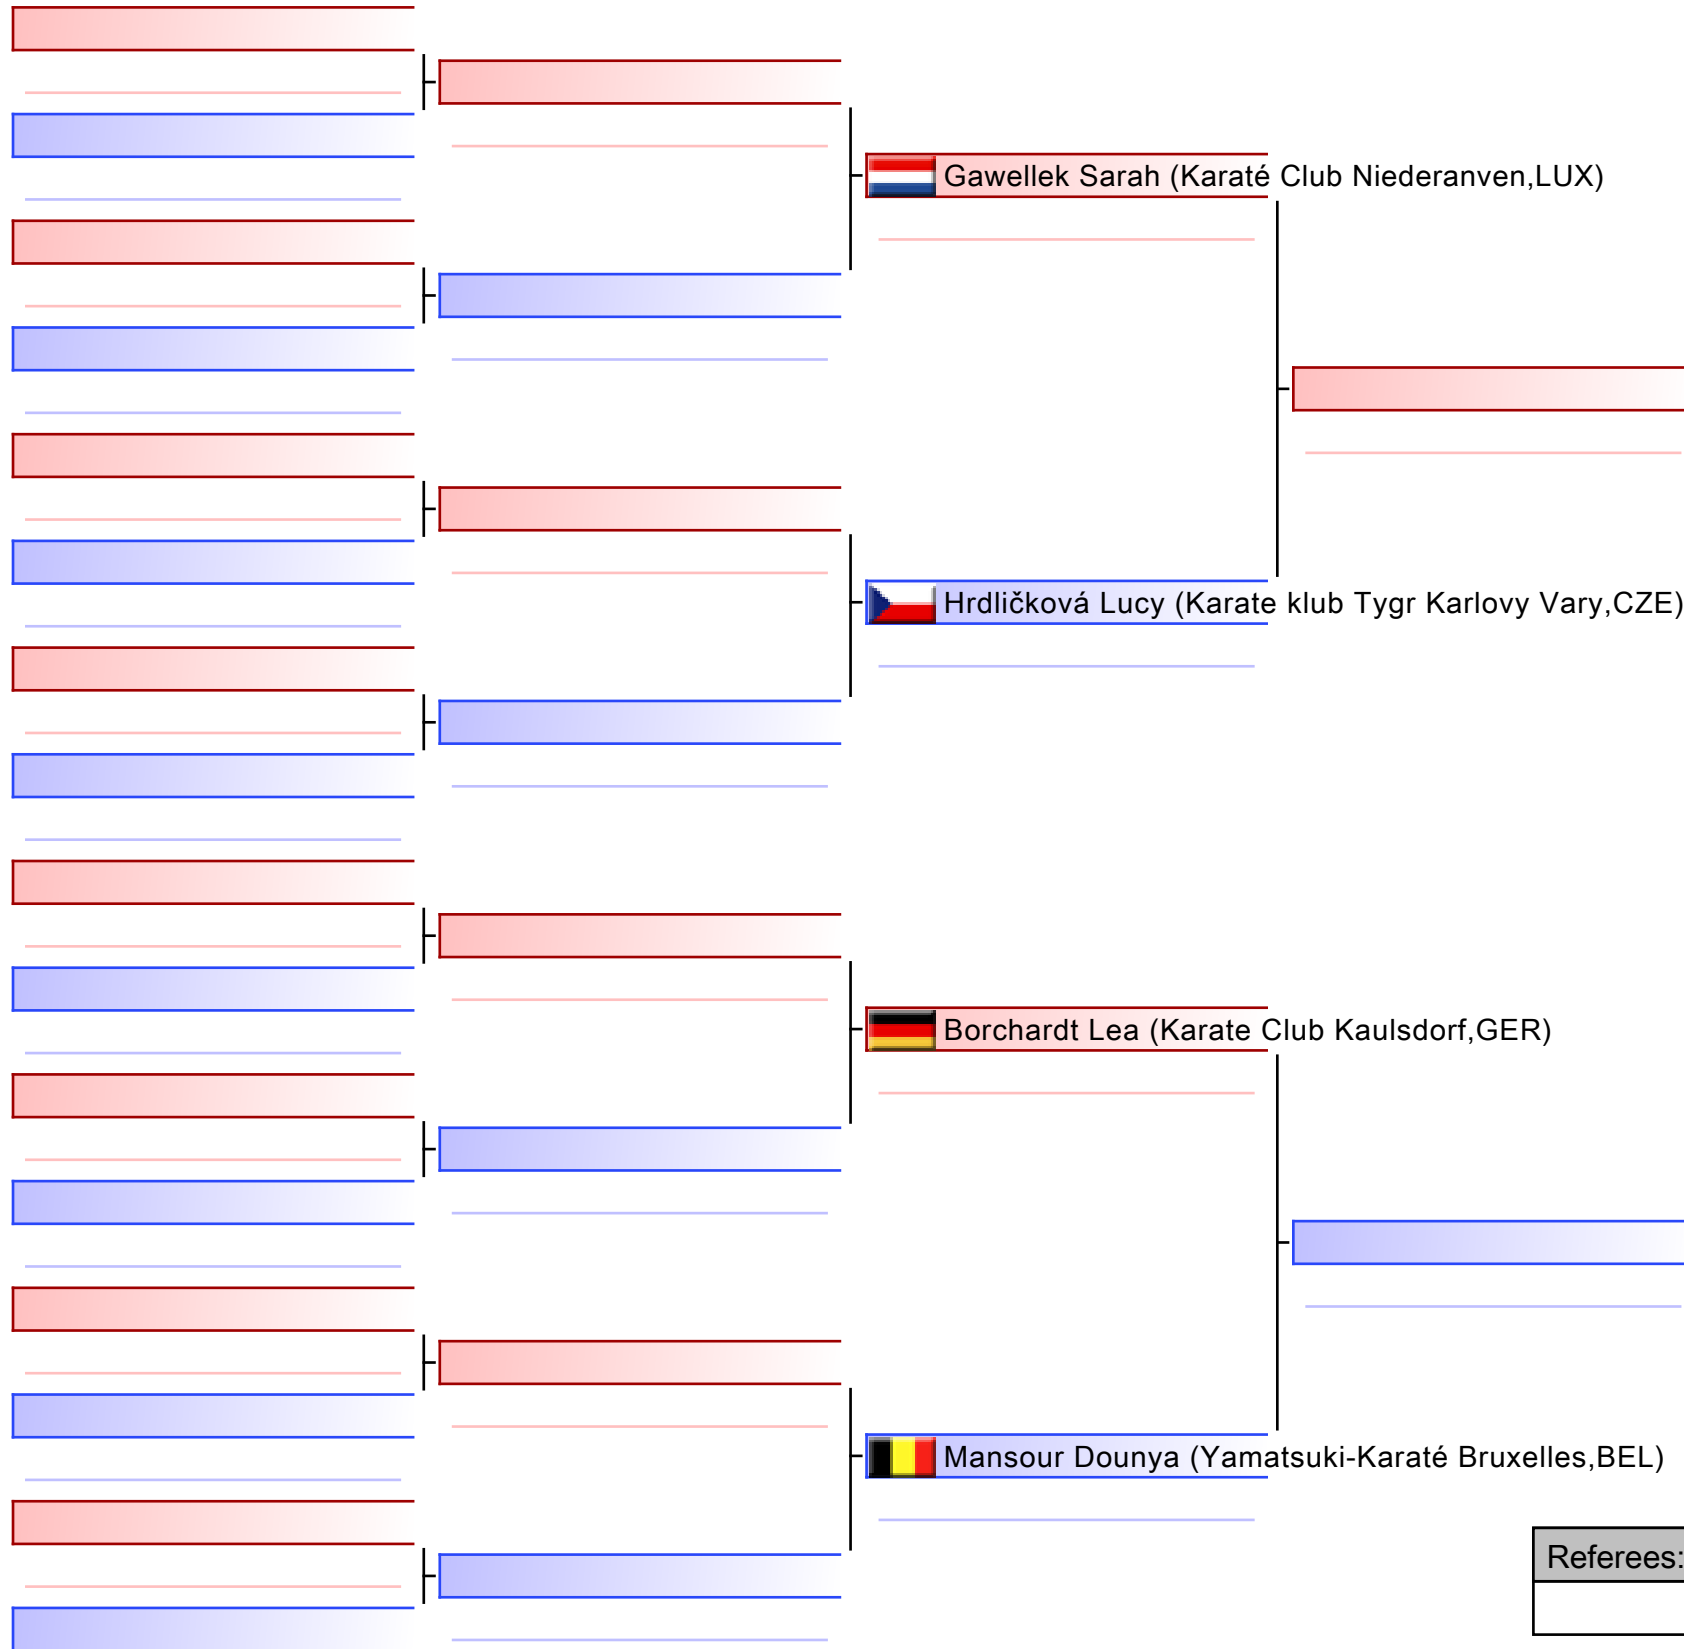 Gawellek Sarah (Karaté Club Niederanven,LUX)
Hrdličková Lucy (Karate klub Tygr Karlovy Vary,CZE)
Borchardt Lea (Karate Club Kaulsdorf,GER)
Mansour Dounya (Yamatsuki-Karaté Bruxelles,BEL)
Referees: